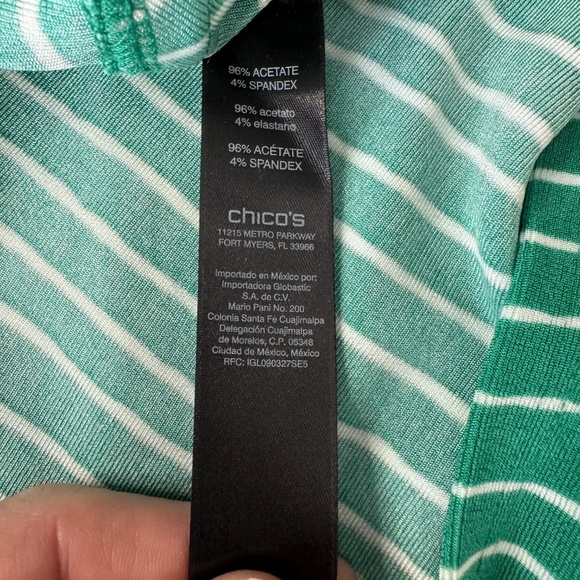 96% ACETATE
4% SPANDEX
96% acetato
4% elastano
96% ACÉTATE
4% SPANDEX
chico's
11215 METRO PARKWAY
FORT MYERS, FL 33966
Importado en México por:
Importadora Globastic
S.A. de C.V.
Mario Pani No. 200
Colonia Santa Fe Cuajimalpa
Delegación Cuajimalpa
de Morelos, C.P. 05348
Ciudad de México, México
RFC: IGL090327SE5